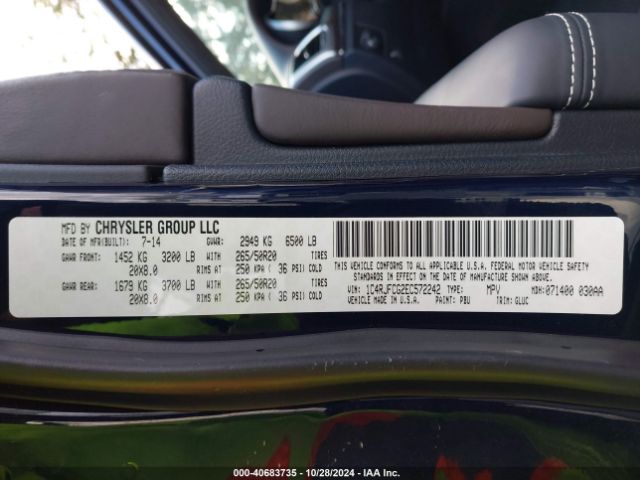 MFD BY CHRYSLER GROUP LLC
DATE OF MFR(BUILT): 7-14 GVWR: 2949 KG 6500 LB
GAWR FRONT: 1452 KG 3200 LB WITH 265/50R20 TIRES
20X8.0 RIMS AT 250 KPA ( 36 PSI) COLD
GAWR REAR: 1679 KG 3700 LB WITH 265/50R20 TIRES
20X8.0 RIMS AT 250 KPA ( 36 PSI) COLD
THIS VEHICLE CONFORMS TO ALL APPLICABLE U.S.A. FEDERAL MOTOR VEHICLE SAFETY,
BUMPER, AND THEFT PREVENTION STANDARDS IN EFFECT ON THE DATE OF MANUFACTURE
SHOWN ABOVE.
VIN: 1C4RJFCG2EC572242 TYPE: MPV MDH: 071400 030AA
VEHICLE MADE IN U.S.A. PAINT: PBU TRIM: GLUC
000-40683735 - 10/28/2024 - IAA Inc.